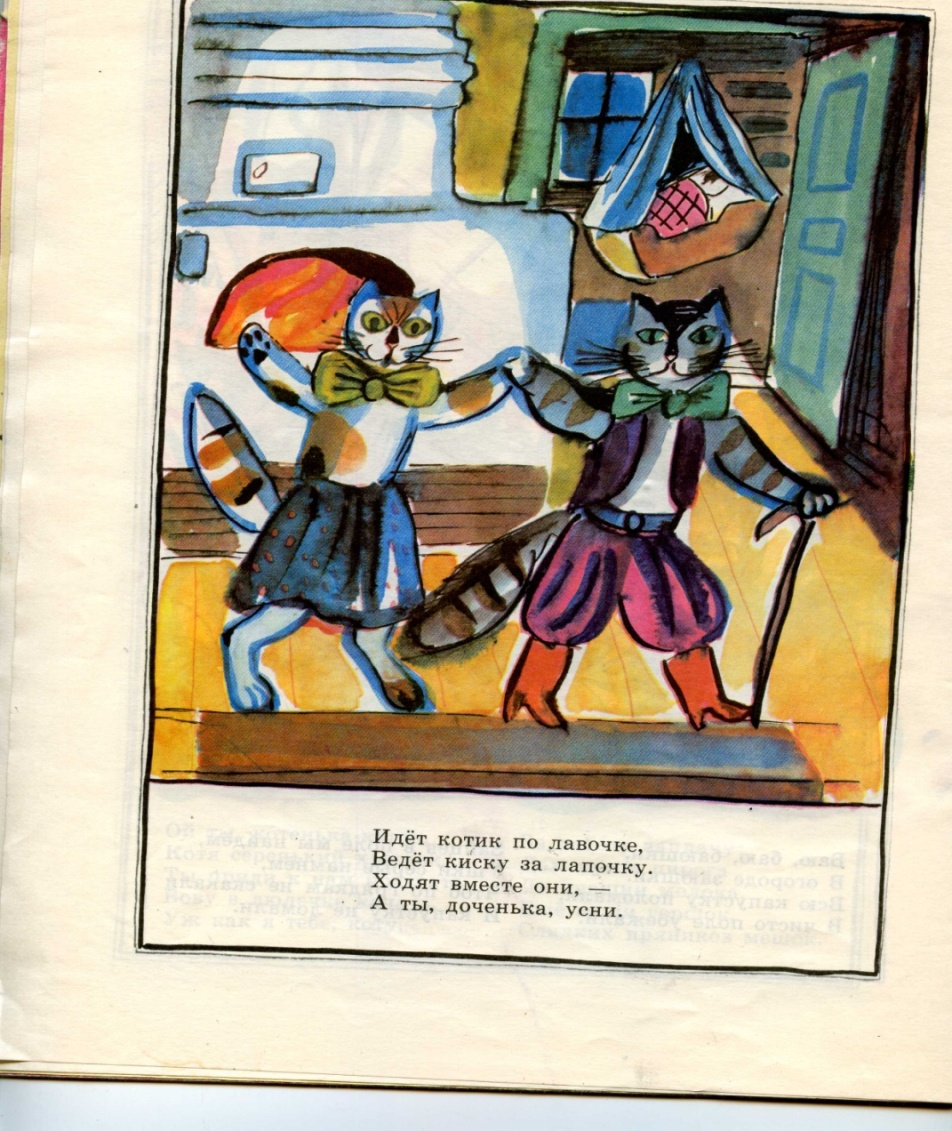 Идёт котик по лавочке,
Ведёт киску за лапочку.
Ходят вместе они, —
А ты, доченька, усни.